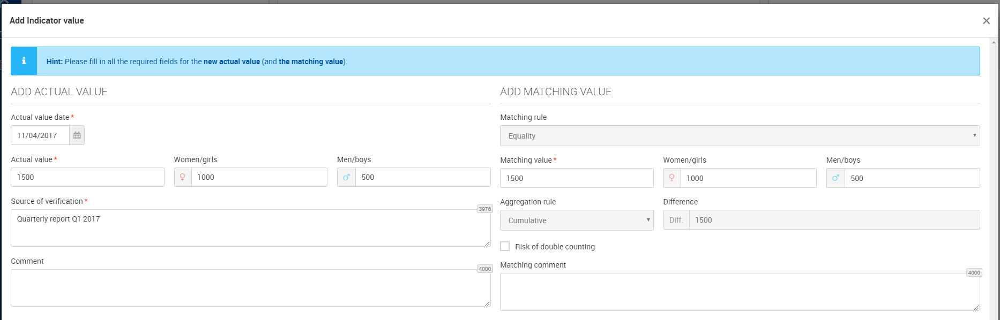 Add Indicator value
Hint: Please fill in all the required fields for the new actual value (and the matching value).
ADD ACTUAL VALUE
Actual value date *
11/04/2017
Actual value *
Women/girls
Men/boys
1500
1000
500
Source of verification *
3976
Quarterly report Q1 2017
Comment
4000
ADD MATCHING VALUE
Matching rule
Equality
Matching value *
Women/girls
Men/boys
1500
1000
500
Aggregation rule
Difference
Cumulative
Diff.
1500
Risk of double counting
Matching comment
4000